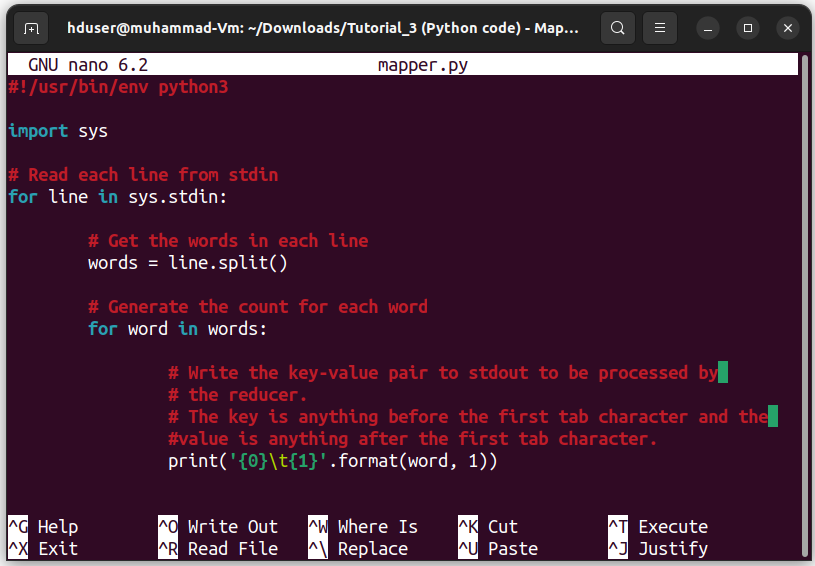 hduser@muhammad-Vm: ~/Downloads/Tutorial_3 (Python code) - Map...
GNU nano 6.2 mapper.py
#!/usr/bin/env python3
import sys
# Read each line from stdin
for line in sys.stdin:
# Get the words in each line
words = line.split()
# Generate the count for each word
for word in words:
# Write the key-value pair to stdout to be processed by
# the reducer.
# The key is anything before the first tab character and the
#value is anything after the first tab character.
print('{0}\t{1}'.format(word, 1))
^G Help ^O Write Out ^W Where Is ^K Cut ^T Execute
^X Exit ^R Read File ^\ Replace ^U Paste ^J Justify